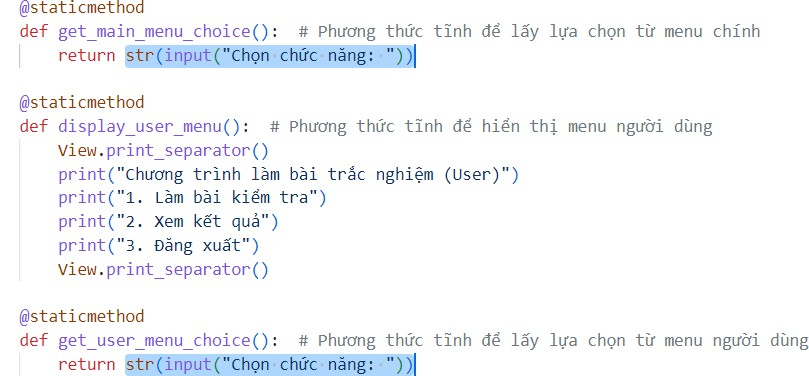 @staticmethod
def get_main_menu_choice():  # Phương thức tĩnh để lấy lựa chọn từ menu chính
    return str(input("Chọn chức năng: "))
@staticmethod
def display_user_menu():  # Phương thức tĩnh để hiển thị menu người dùng
    View.print_separator()
    print("Chương trình làm bài trắc nghiệm (User)")
    print("1. Làm bài kiểm tra")
    print("2. Xem kết quả")
    print("3. Đăng xuất")
    View.print_separator()
@staticmethod
def get_user_menu_choice():  # Phương thức tĩnh để lấy lựa chọn từ menu người dùng
    return str(input("Chọn chức năng: "))